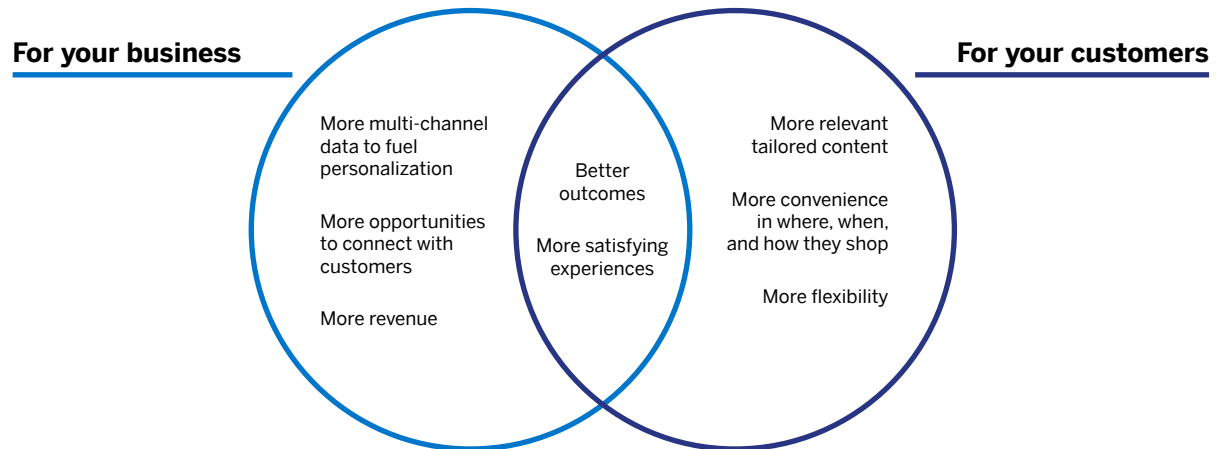 For your business
More multi-channel
data to fuel
personalization
More opportunities
to connect with
customers
More revenue
Better
outcomes
More satisfying
experiences
For your customers
More relevant
tailored content
More convenience
in where, when,
and how they shop
More flexibility